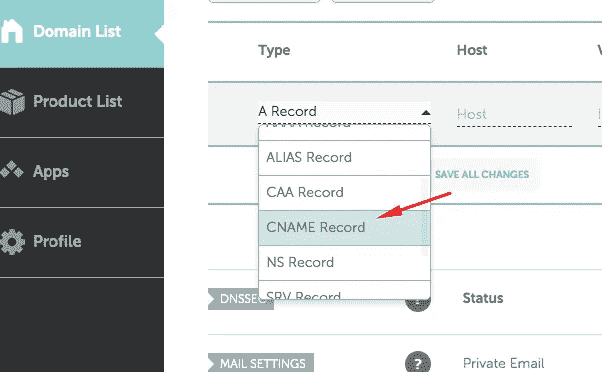 Domain List
Product List
Apps
Profile
Type
Host
A Record
Host
ALIAS Record
CAA Record
CNAME Record
NS Record
SRV Record
SAVE ALL CHANGES
DNSSEC
?
Status
MAIL SETTINGS
?
Private Email